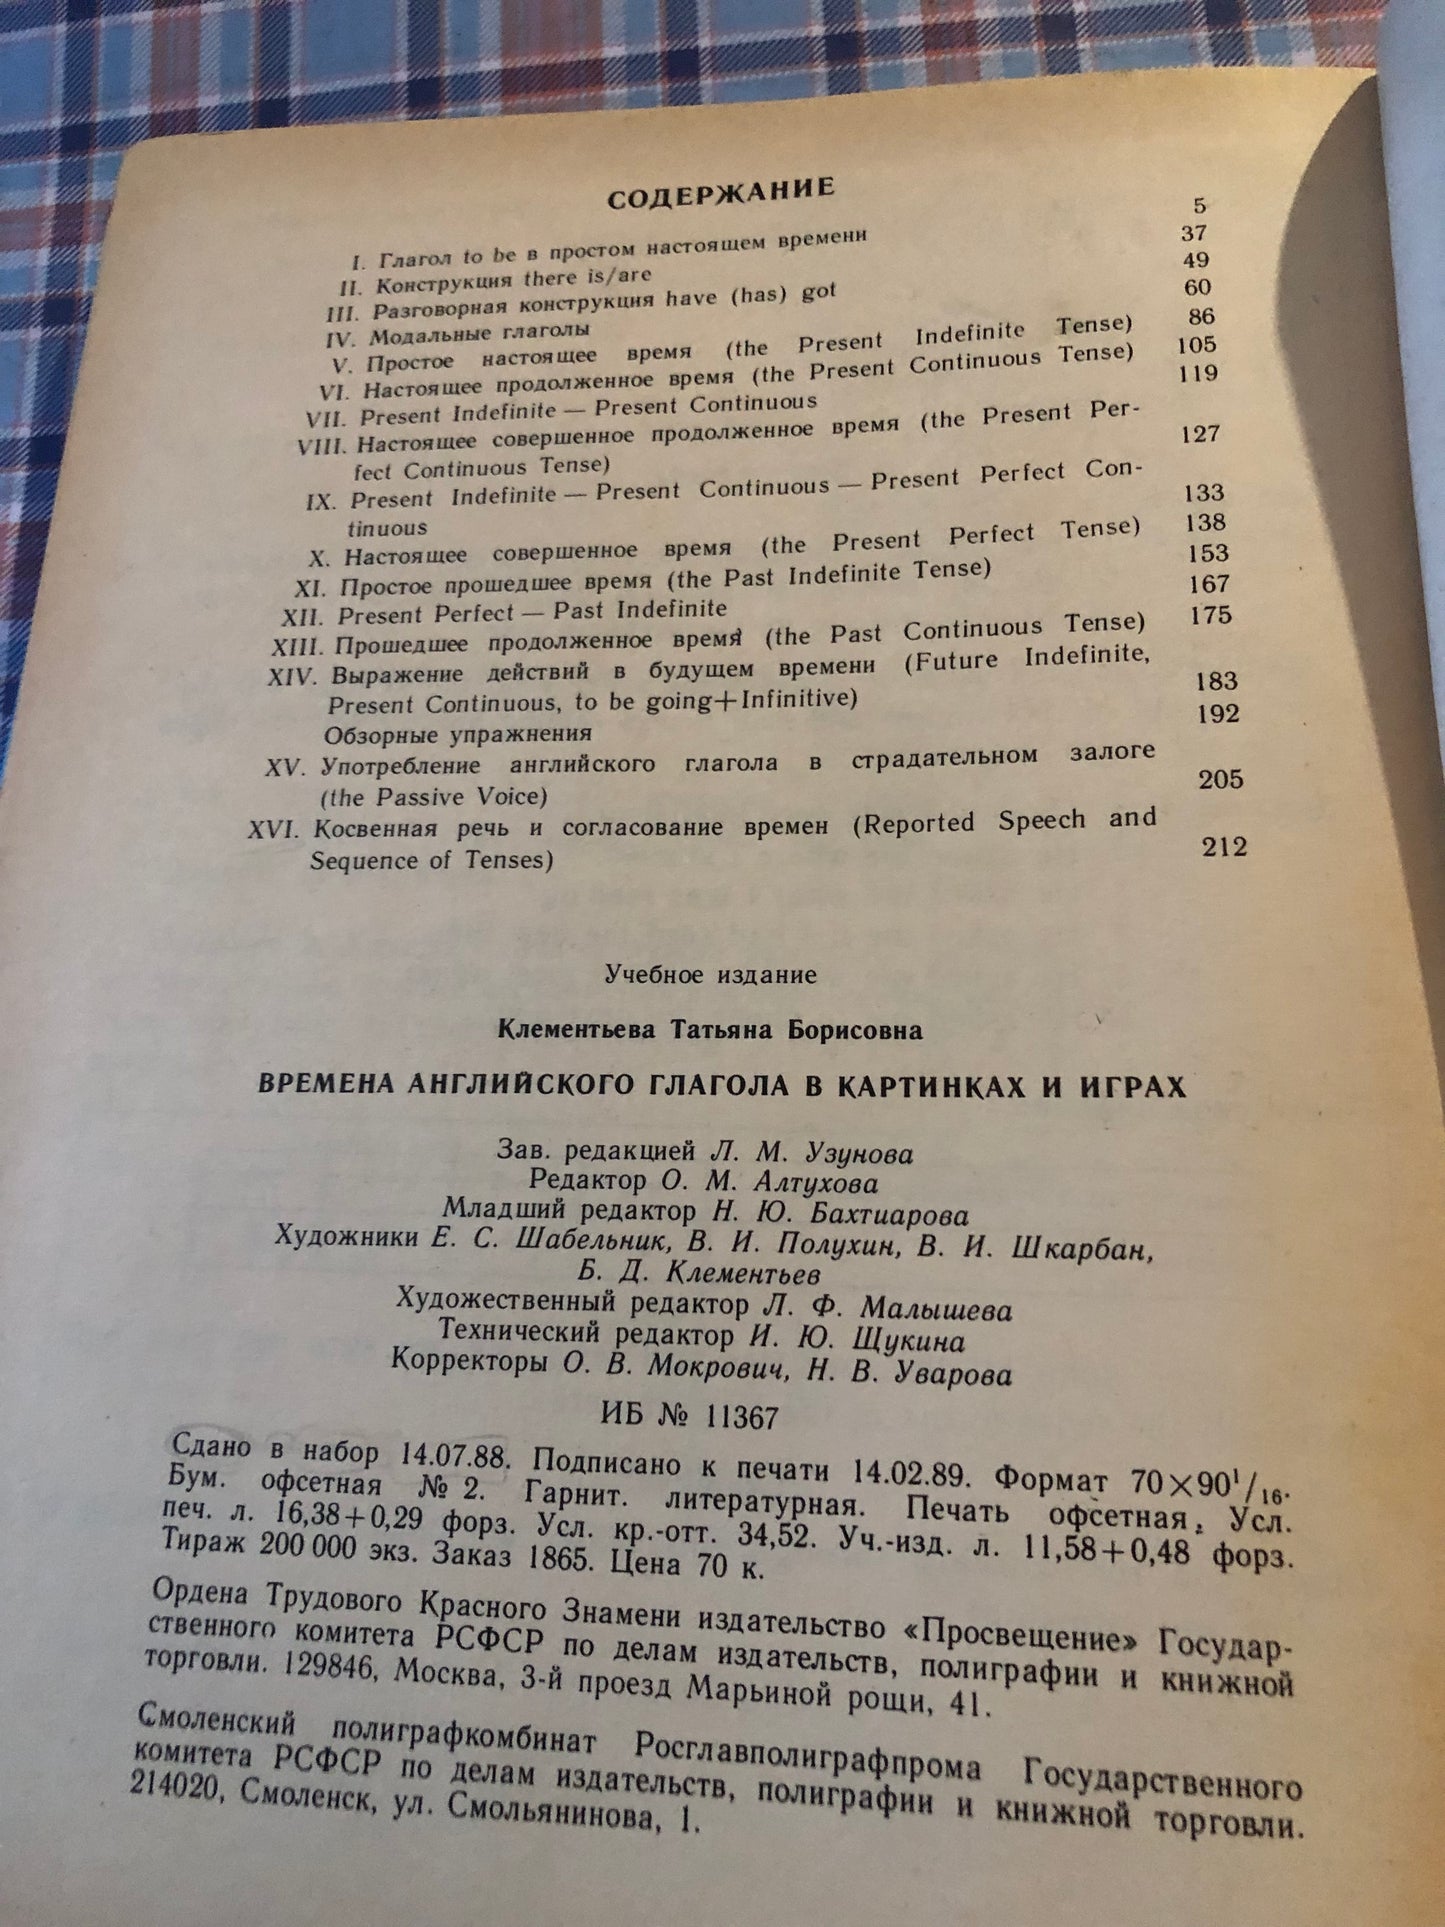 СОДЕРЖАНИЕ
I. Глагол to be в простом настоящем времени 5
II. Конструкция there is/are 37
III. Разговорная конструкция have (has) got 49
IV. Модальные глаголы 60
V. Простое настоящее время (the Present Indefinite Tense) 86
VI. Настоящее продолженное время (the Present Continuous Tense) 105
VII. Present Indefinite — Present Continuous 119
VIII. Настоящее совершенное продолженное время (the Present Per-
fect Continuous Tense) 127
IX. Present Indefinite — Present Continuous — Present Perfect Con-
tinuous 133
X. Настоящее совершенное время (the Present Perfect Tense) 138
XI. Простое прошедшее время (the Past Indefinite Tense) 153
XII. Present Perfect — Past Indefinite 167
XIII. Прошедшее продолженное время (the Past Continuous Tense) 175
XIV. Выражение действий в будущем времени (Future Indefinite,
Present Continuous, to be going+Infinitive) 183
Обзорные упражнения 192
XV. Употребление английского глагола в страдательном залоге
(the Passive Voice) 205
XVI. Косвенная речь и согласование времен (Reported Speech and
Sequence of Tenses) 212
Учебное издание
Клементьева Татьяна Борисовна
ВРЕМЕНА АНГЛИЙСКОГО ГЛАГОЛА В КАРТИНКАХ И ИГРАХ
Зав. редакцией Л. М. Узунова
Редактор О. М. Алтухова
Младший редактор Н. Ю. Бахтиарова
Художники Е. С. Шабельник, В. И. Полухин, В. И. Шкарбан,
Б. Д. Клементьев
Художественный редактор Л. Ф. Малышева
Технический редактор И. Ю. Щукина
Корректоры О. В. Мокрович, Н. В. Уварова
ИБ № 11367
Сдано в набор 14.07.88. Подписано к печати 14.02.89. Формат 70×90¹/₁₆.
Бум. офсетная № 2. Гарнит. литературная. Печать офсетная. Усл.
печ. л. 16,38+0,29 форз. Усл. кр.-отт. 34,52. Уч.-изд. л. 11,58+0,48 форз.
Тираж 200 000 экз. Заказ 1865. Цена 70 к.
Ордена Трудового Красного Знамени издательство «Просвещение» Государ-
ственного комитета РСФСР по делам издательств, полиграфии и книжной
торговли. 129846, Москва, 3-й проезд Марьиной рощи, 41.
Смоленский полиграфкомбинат Росглавполиграфпрома Государственного
комитета РСФСР по делам издательств, полиграфии и книжной торговли.
214020, Смоленск, ул. Смольянинова, 1.